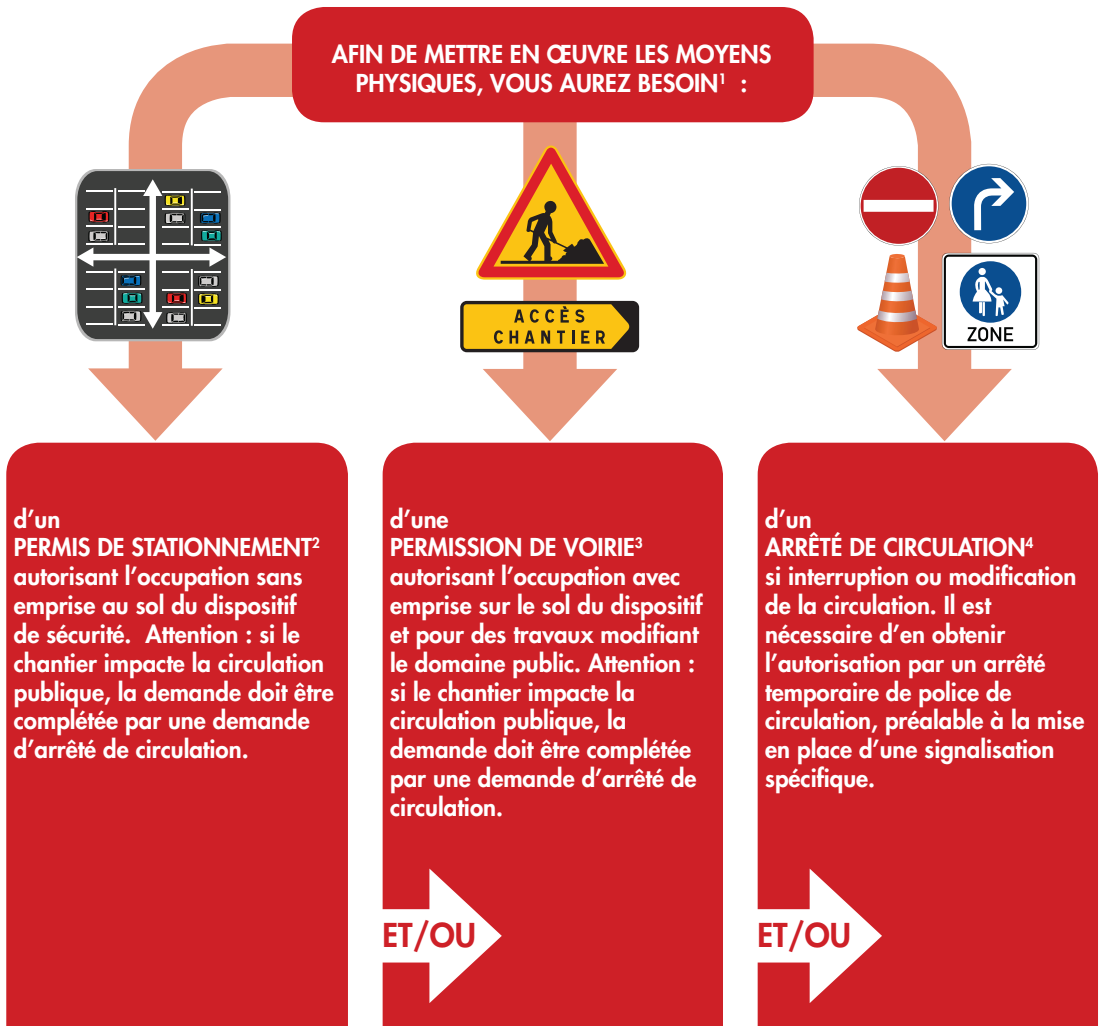 AFIN DE METTRE EN ŒUVRE LES MOYENS
PHYSIQUES, VOUS AUREZ BESOIN¹ :
ACCÈS
CHANTIER
ZONE
d’un
PERMIS DE STATIONNEMENT²
autorisant l’occupation sans
emprise au sol du dispositif
de sécurité. Attention : si le
chantier impacte la circulation
publique, la demande doit être
complétée par une demande
d’arrêté de circulation.
d’une
PERMISSION DE VOIRIE³
autorisant l’occupation avec
emprise sur le sol du dispositif
et pour des travaux modifiant
le domaine public. Attention :
si le chantier impacte la
circulation publique, la
demande doit être complétée
par une demande d’arrêté de
circulation.
ET/OU
d’un
ARRÊTÉ DE CIRCULATION⁴
si interruption ou modification
de la circulation. Il est
nécessaire d’en obtenir
l’autorisation par un arrêté
temporaire de police de
circulation, préalable à la mise
en place d’une signalisation
spécifique.
ET/OU